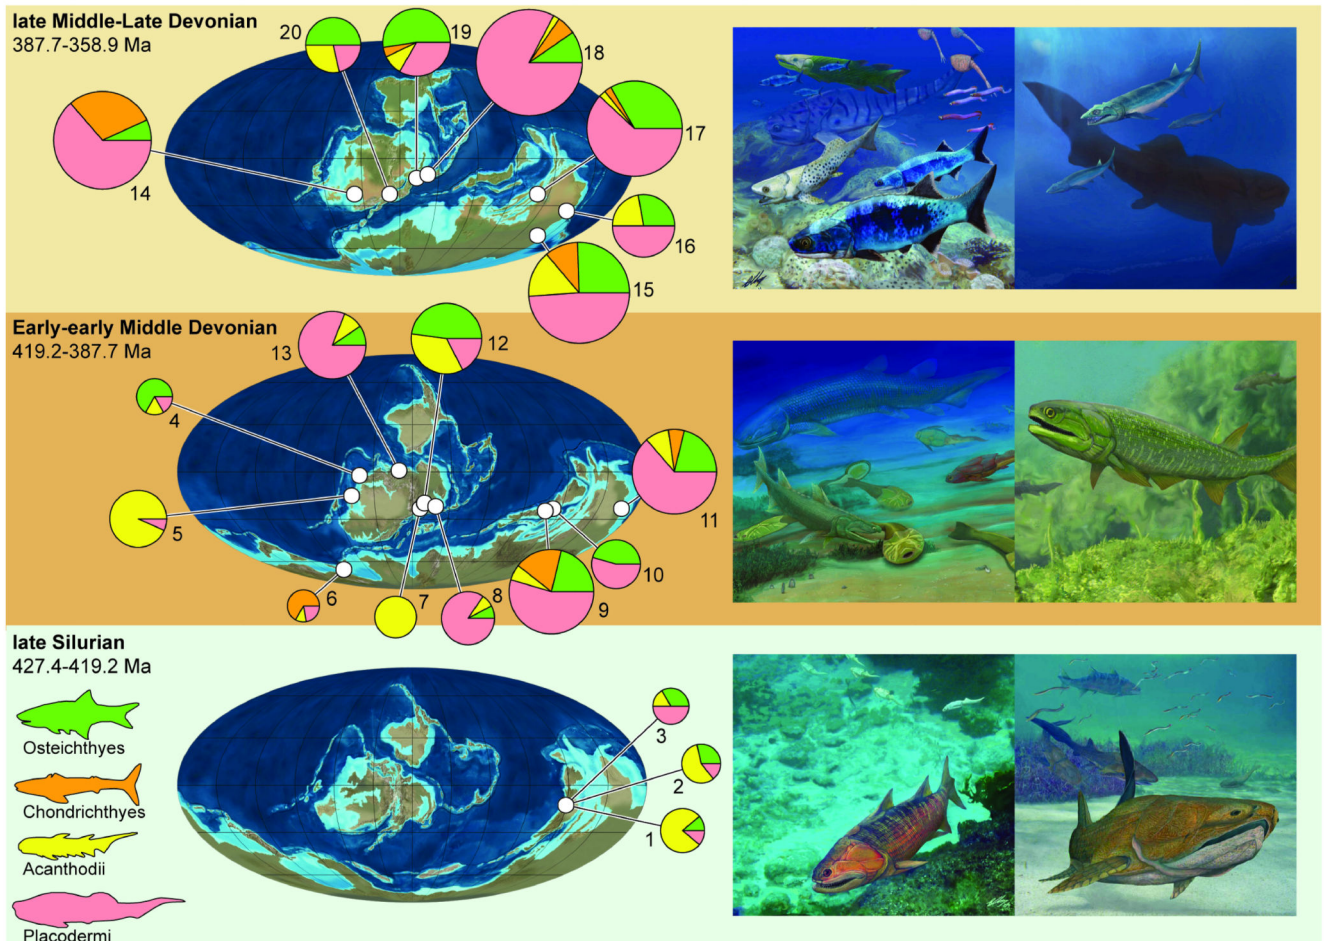 late Middle-Late Devonian
387.7-358.9 Ma
20
19
18
14
17
16
15
Early-early Middle Devonian
419.2-387.7 Ma
13
12
4
11
5
10
6
7
8
9
late Silurian
427.4-419.2 Ma
Osteichthyes
3
Chondrichthyes
2
Acanthodii
1
Placodermi